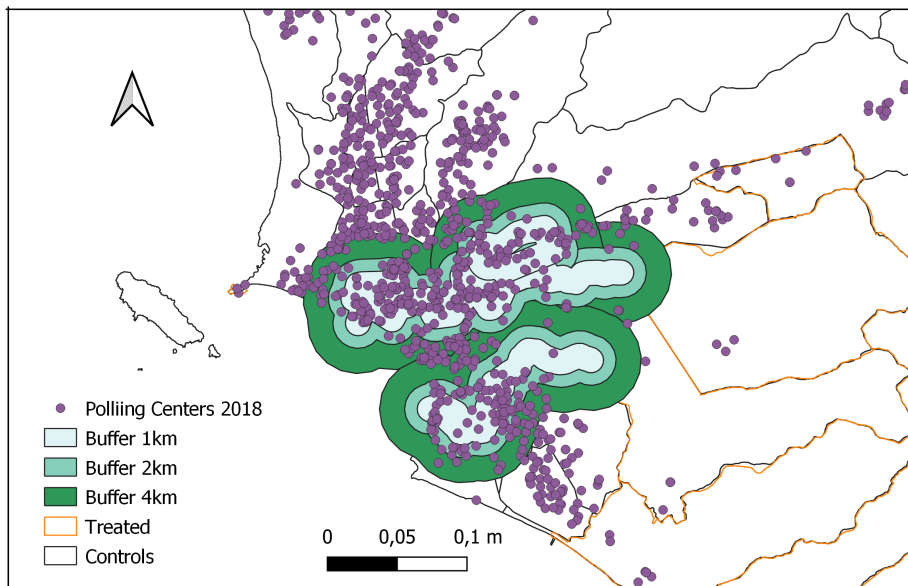 Polliing Centers 2018
Buffer 1km
Buffer 2km
Buffer 4km
Treated
Controls
0 0,05 0,1 m